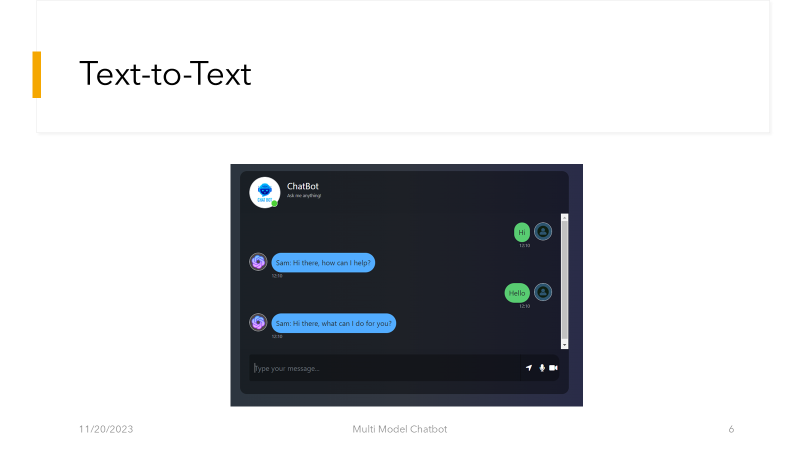 Text-to-Text
ChatBot
Ask me anything!
CHATBOT
Hi
12:10
Sam: Hi there, how can I help?
12:10
Hello
12:10
Sam: Hi there, what can I do for you?
12:10
Type your message...
11/20/2023
Multi Model Chatbot
6